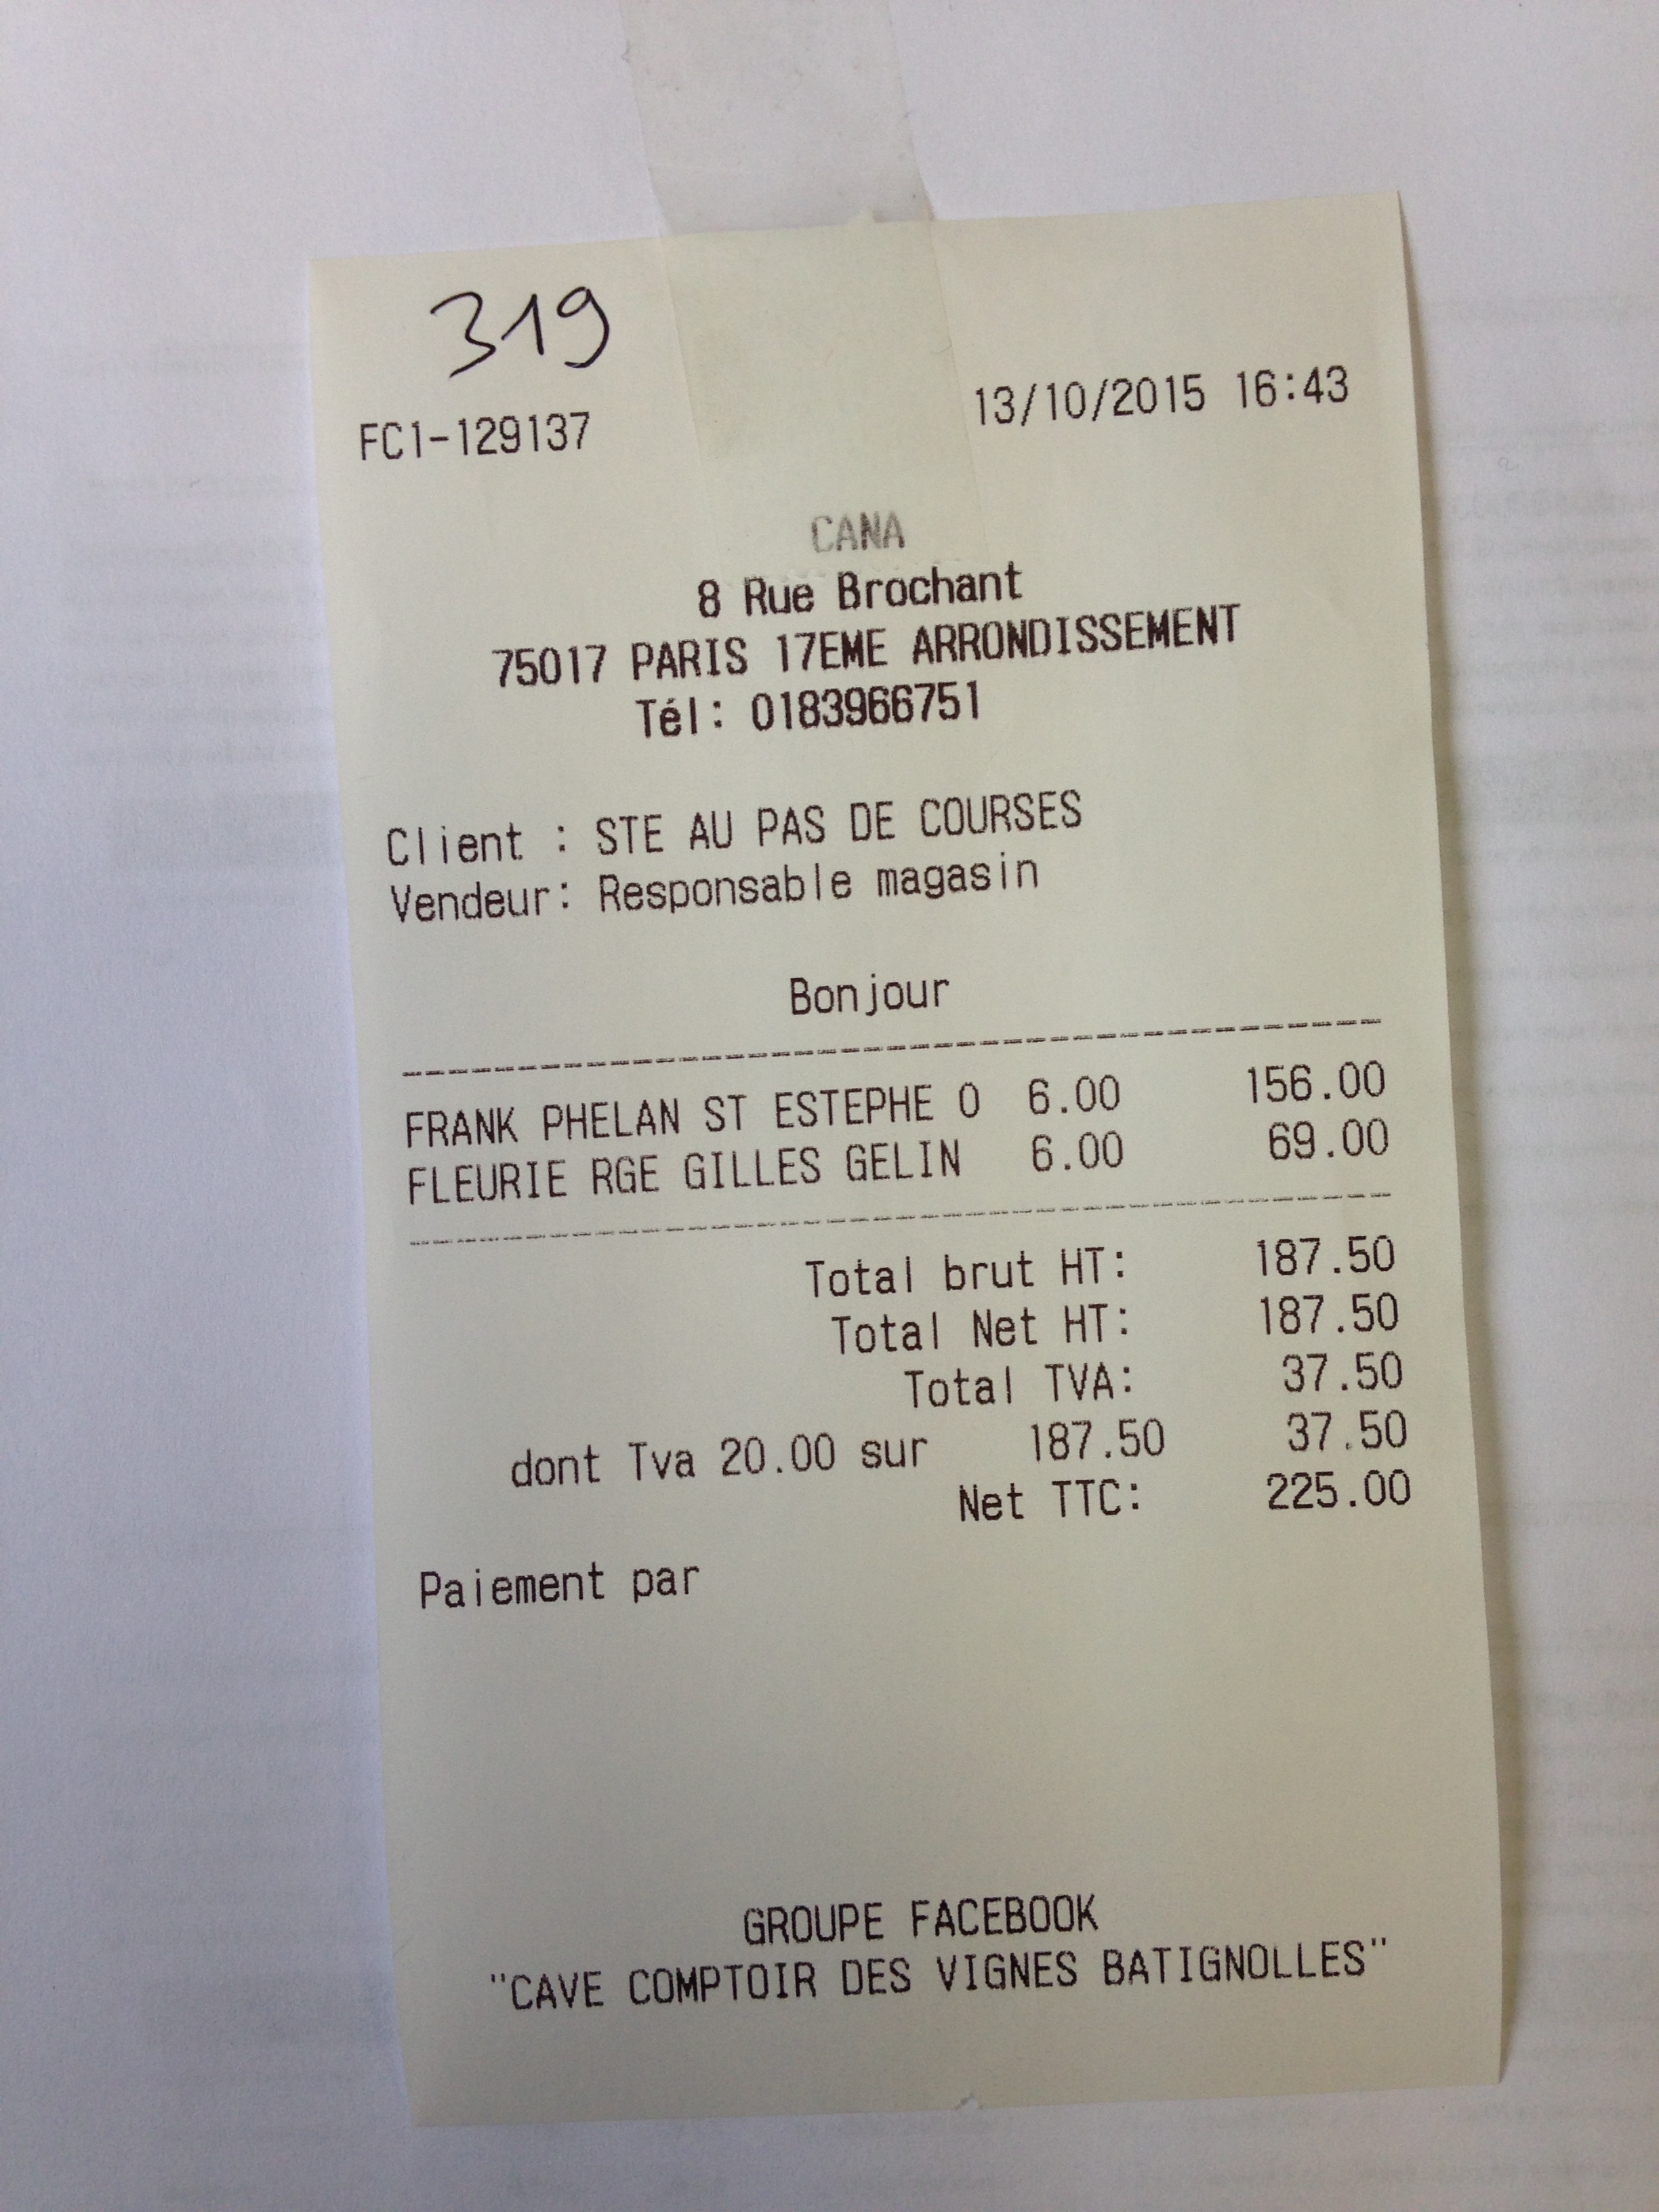 319
FC1-129137 13/10/2015 16:43
CANA
8 Rue Brochant
75017 PARIS 17EME ARRONDISSEMENT
Tél: 0183966751
Client : STE AU PAS DE COURSES
Vendeur: Responsable magasin
Bonjour
FRANK PHELAN ST ESTEPHE O 6.00 156.00
FLEURIE RGE GILLES GELIN 6.00 69.00
Total brut HT: 187.50
Total Net HT: 187.50
Total TVA: 37.50
dont Tva 20.00 sur 187.50 37.50
Net TTC: 225.00
Paiement par
GROUPE FACEBOOK
"CAVE COMPTOIR DES VIGNES BATIGNOLLES"